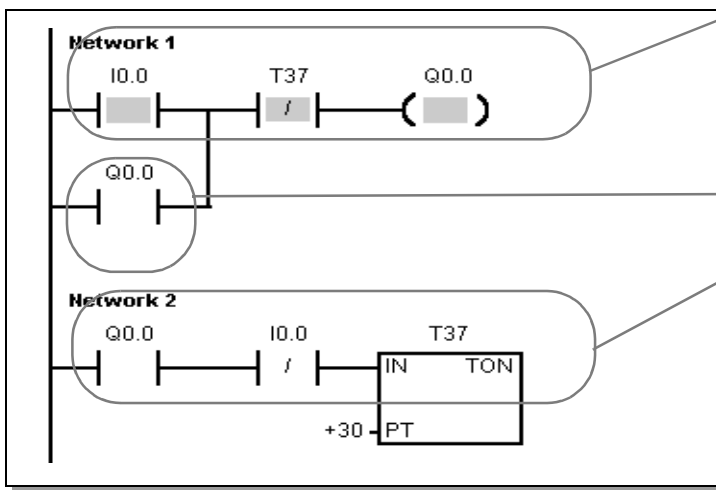 Network 1
I0.0 T37 Q0.0
/
Q0.0
Network 2
Q0.0 I0.0 T37
/ IN TON
+30 PT